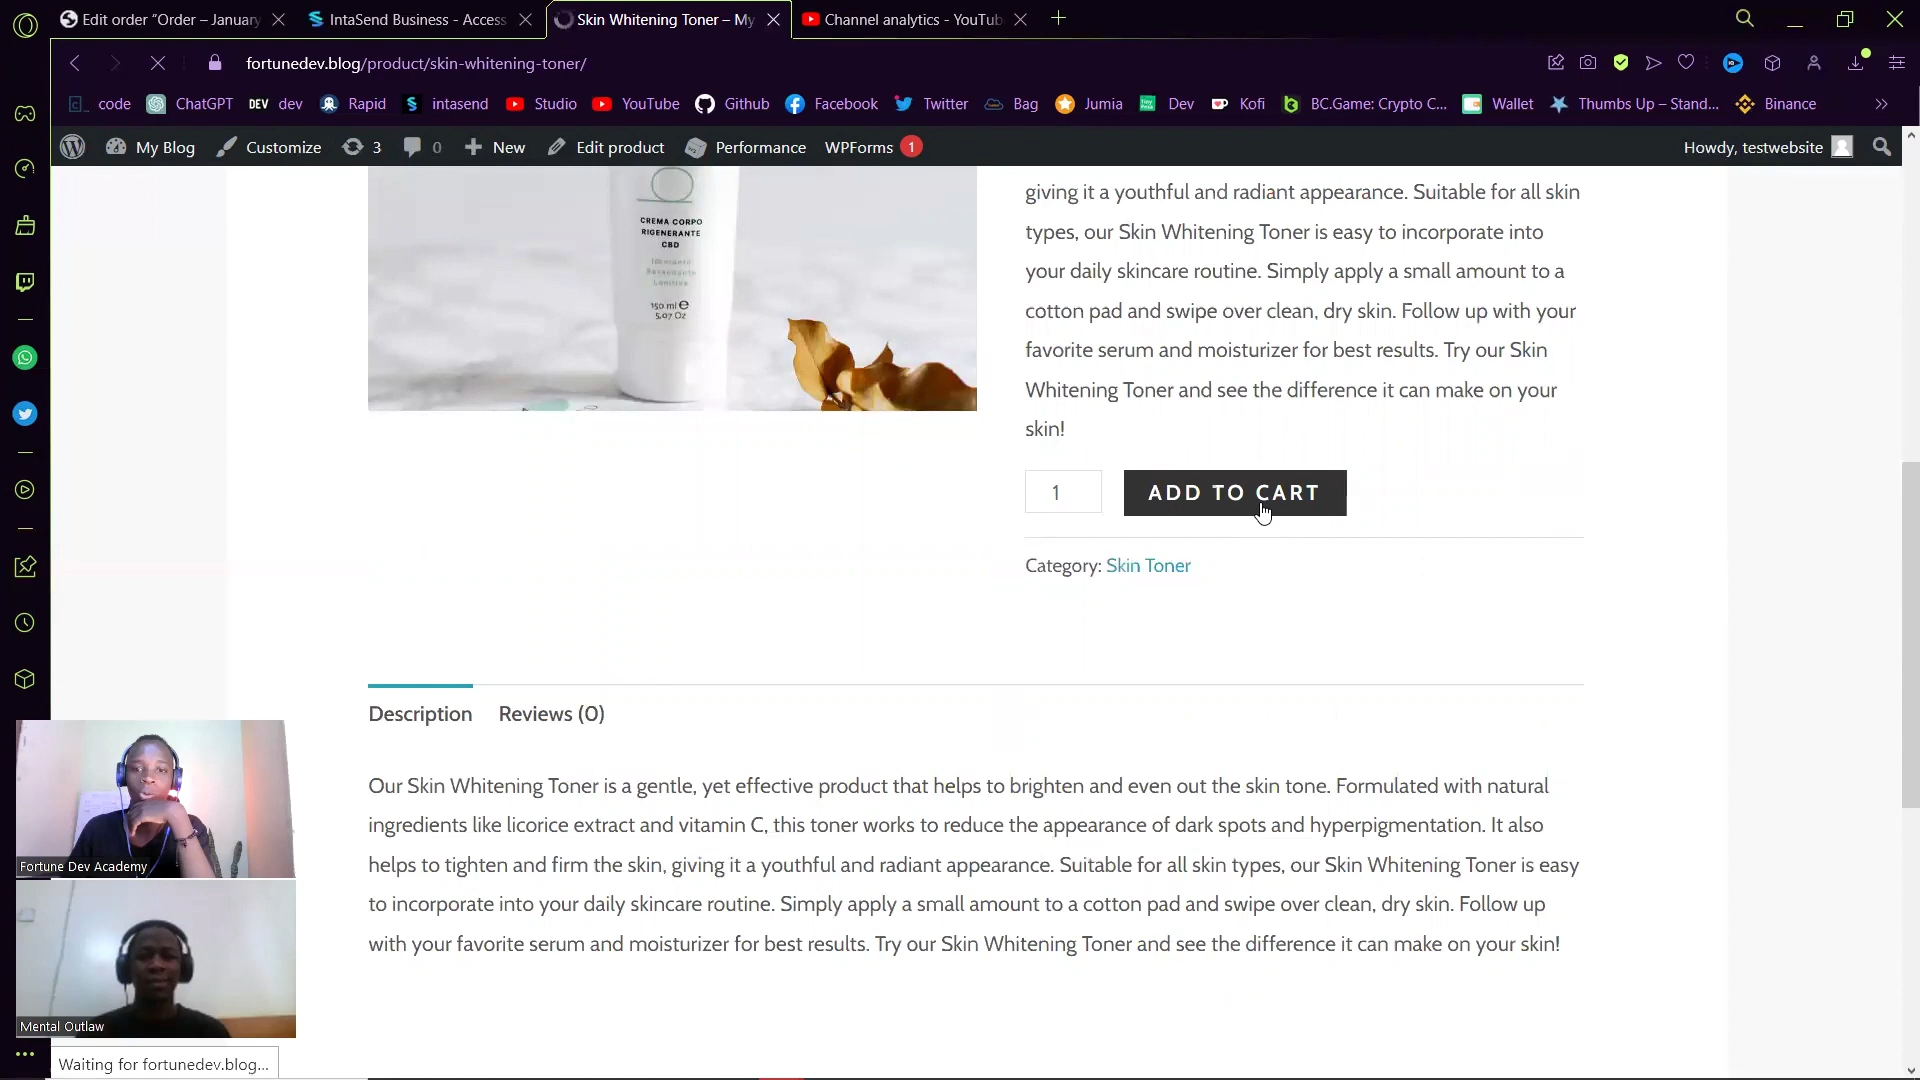 Edit order “Order – January
IntaSend Business - Access
Skin Whitening Toner – My
Channel analytics - YouTub
fortunedev.blog/product/skin-whitening-toner/
code
ChatGPT
DEV dev
Rapid
intasend
Studio
YouTube
Github
Facebook
Twitter
Bag
Jumia
Dev
Kofi
BC.Game: Crypto C...
Wallet
Thumbs Up – Stand...
Binance
My Blog
Customize
3
0
New
Edit product
Performance
WPForms 1
Howdy, testwebsite
CREMA CORPO
RIGENERANTE
CBD
Idratante
Lenitiva
150 ml e
5.07 Oz
giving it a youthful and radiant appearance. Suitable for all skin
types, our Skin Whitening Toner is easy to incorporate into
your daily skincare routine. Simply apply a small amount to a
cotton pad and swipe over clean, dry skin. Follow up with your
favorite serum and moisturizer for best results. Try our Skin
Whitening Toner and see the difference it can make on your
skin!
1
ADD TO CART
Category: Skin Toner
Description
Reviews (0)
Our Skin Whitening Toner is a gentle, yet effective product that helps to brighten and even out the skin tone. Formulated with natural
ingredients like licorice extract and vitamin C, this toner works to reduce the appearance of dark spots and hyperpigmentation. It also
helps to tighten and firm the skin, giving it a youthful and radiant appearance. Suitable for all skin types, our Skin Whitening Toner is easy
to incorporate into your daily skincare routine. Simply apply a small amount to a cotton pad and swipe over clean, dry skin. Follow up
with your favorite serum and moisturizer for best results. Try our Skin Whitening Toner and see the difference it can make on your skin!
Fortune Dev Academy
Mental Outlaw
Waiting for fortunedev.blog...